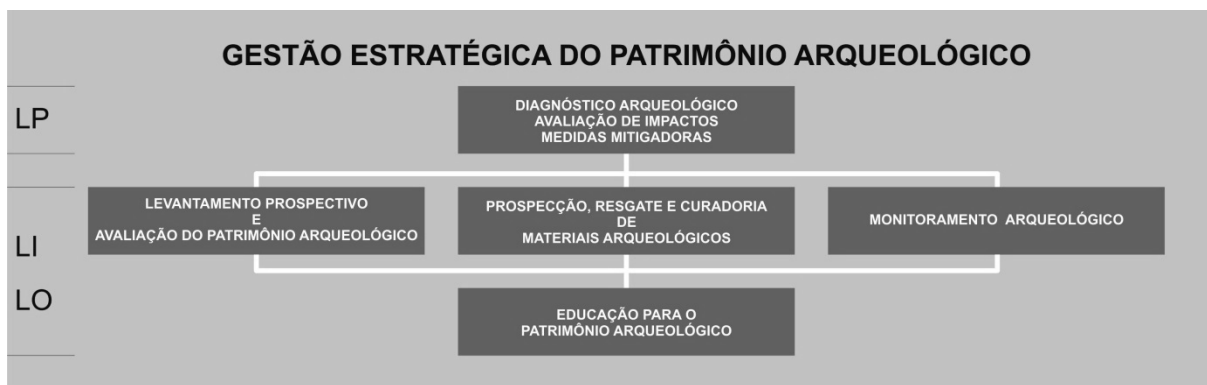 GESTÃO ESTRATÉGICA DO PATRIMÔNIO ARQUEOLÓGICO
LP
DIAGNÓSTICO ARQUEOLÓGICO
AVALIAÇÃO DE IMPACTOS
MEDIDAS MITIGADORAS
LI
LEVANTAMENTO PROSPECTIVO
E
AVALIAÇÃO DO PATRIMÔNIO ARQUEOLÓGICO
PROSPECÇÃO, RESGATE E CURADORIA
DE
MATERIAIS ARQUEOLÓGICOS
MONITORAMENTO ARQUEOLÓGICO
LO
EDUCAÇÃO PARA O
PATRIMÔNIO ARQUEOLÓGICO